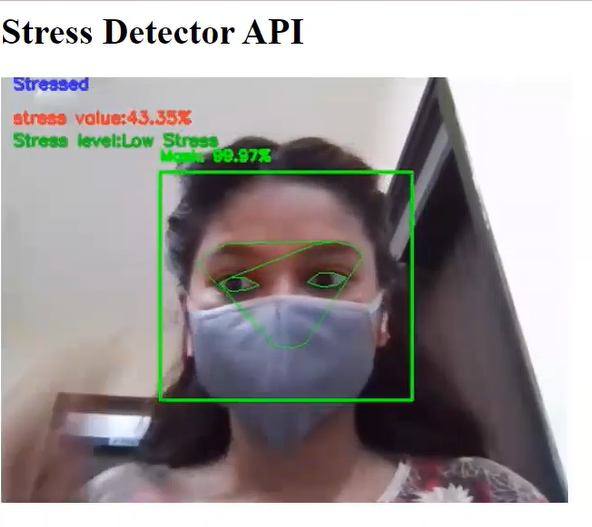 Stress Detector API
Stressed
stress value:43.35%
Stress level:Low Stress
Mask: 99.97%